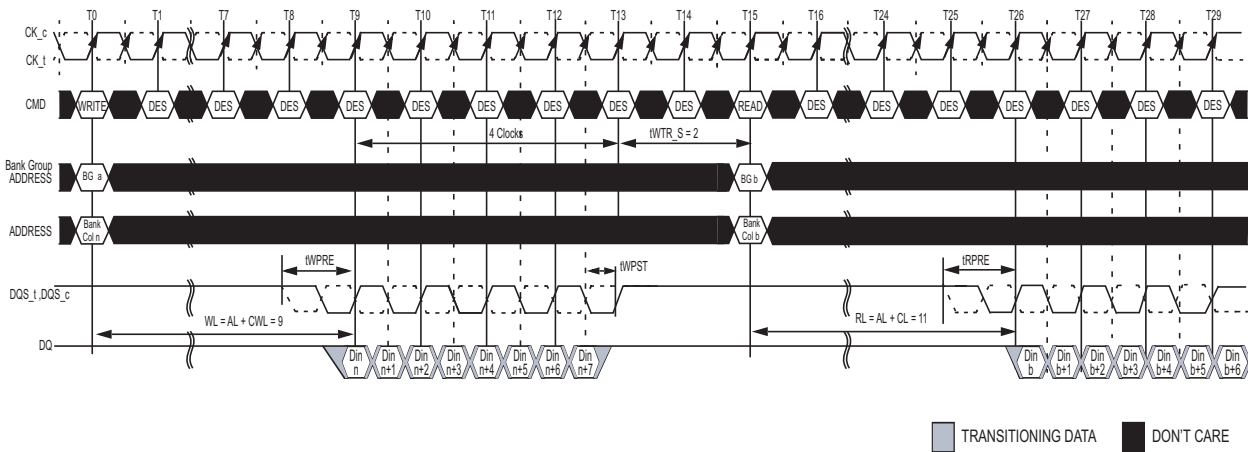 T0 T1 T7 T8 T9 T10 T11 T12 T13 T14 T15 T16 T24 T25 T26 T27 T28 T29
CK_c
CK_t
CMD WRITE DES DES DES DES DES DES DES DES DES READ DES DES DES DES DES DES DES
4 Clocks tWTR_S = 2
Bank Group
ADDRESS BG a BG b
ADDRESS Bank Col n Bank Col b
tWPRE tWPST tRPRE
DQS_t ,DQS_c
WL = AL + CWL = 9 RL = AL + CL = 11
DQ Din n Din n+1 Din n+2 Din n+3 Din n+4 Din n+5 Din n+6 Din n+7 Din b Din b+1 Din b+2 Din b+3 Din b+4 Din b+5 Din b+6
TRANSITIONING DATA DON'T CARE